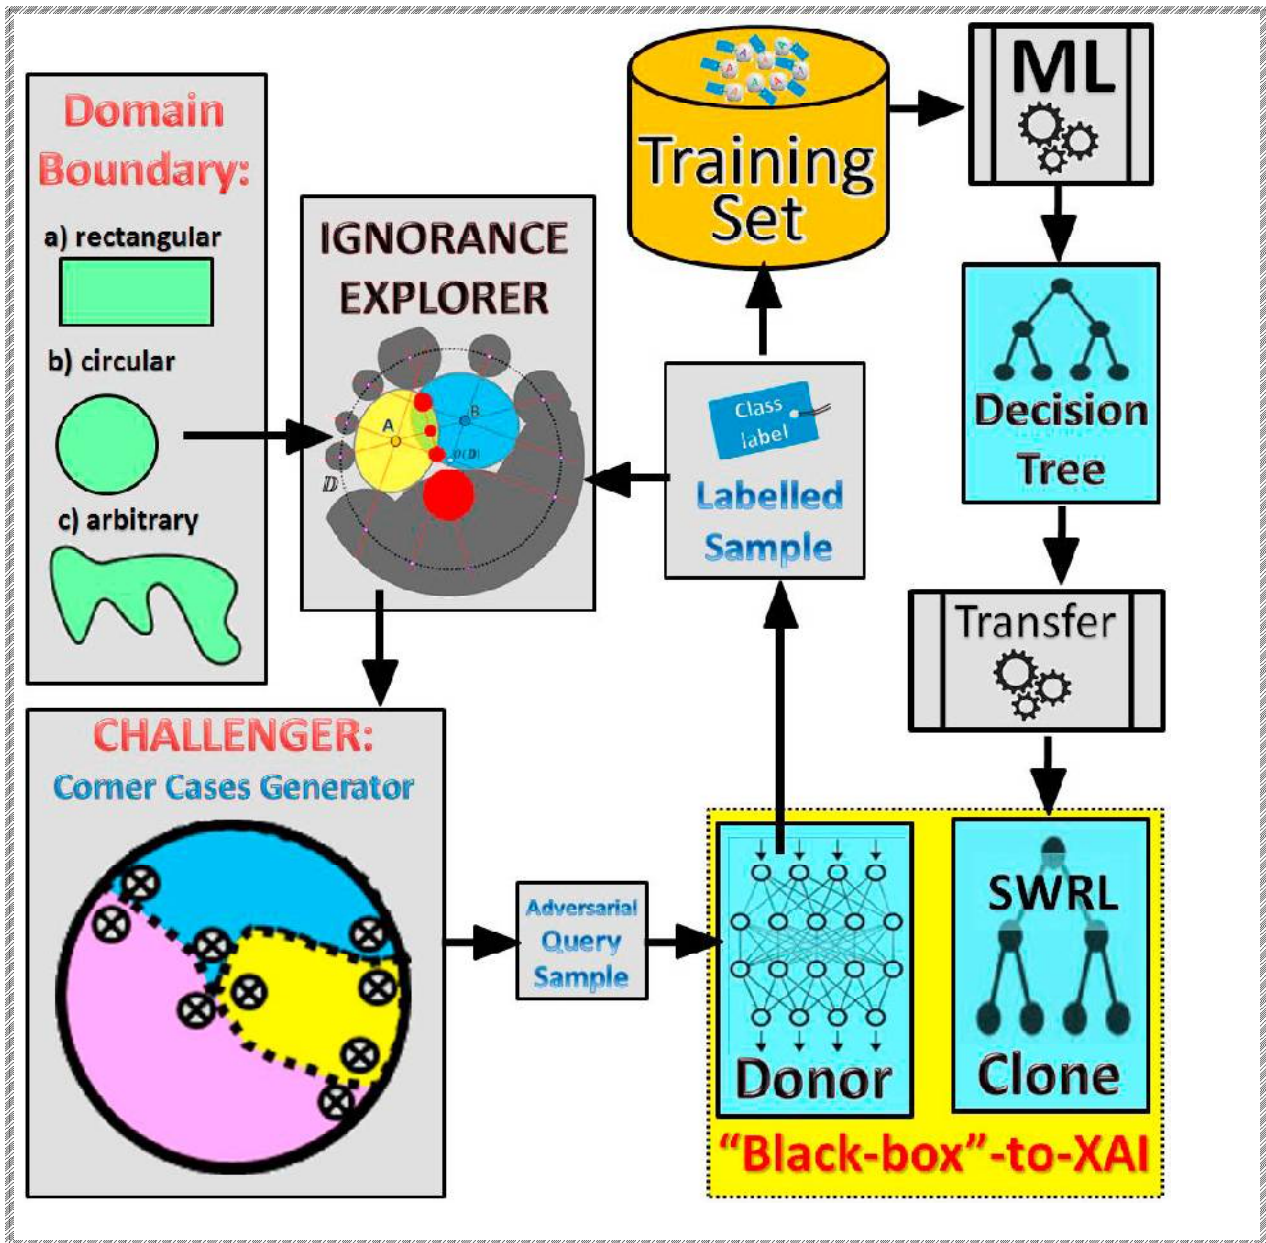 Domain
Boundary:
a) rectangular
b) circular
c) arbitrary
IGNORANCE
EXPLORER
A
B
O(D)
𝔻
CHALLENGER:
Corner Cases Generator
Adversarial
Query
Sample
Donor
SWRL
Clone
“Black-box”-to-XAI
Class
label
Labelled
Sample
Training
Set
ML
Decision
Tree
Transfer